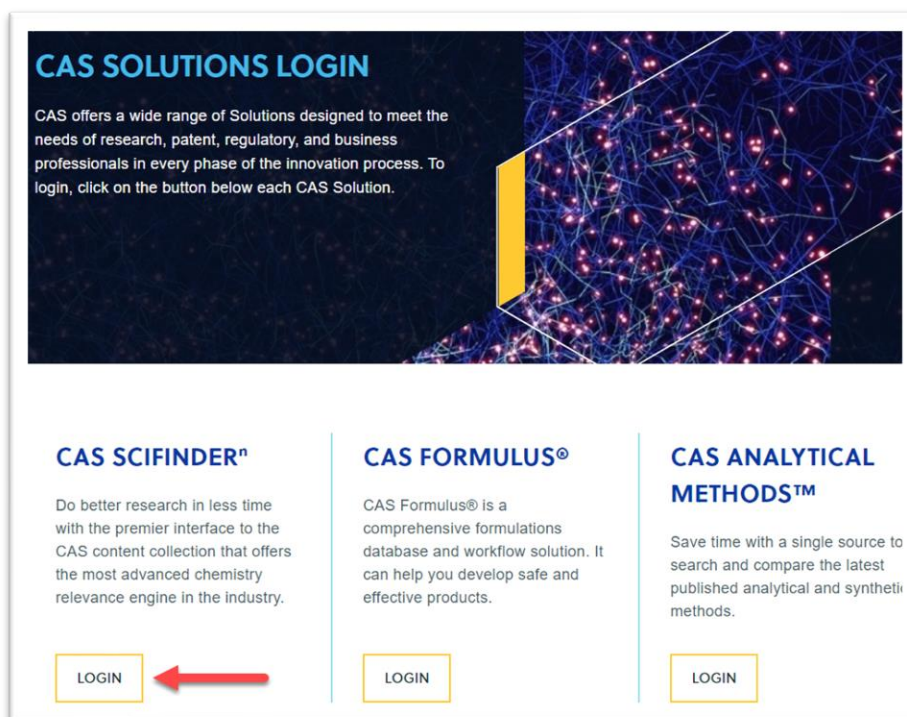 CAS SOLUTIONS LOGIN
CAS offers a wide range of Solutions designed to meet the
needs of research, patent, regulatory, and business
professionals in every phase of the innovation process. To
login, click on the button below each CAS Solution.
CAS SCIFINDERⁿ
Do better research in less time
with the premier interface to the
CAS content collection that offers
the most advanced chemistry
relevance engine in the industry.
LOGIN
CAS FORMULUS®
CAS Formulus® is a
comprehensive formulations
database and workflow solution. It
can help you develop safe and
effective products.
LOGIN
CAS ANALYTICAL
METHODS™
Save time with a single source to
search and compare the latest
published analytical and
methods.
LOGIN